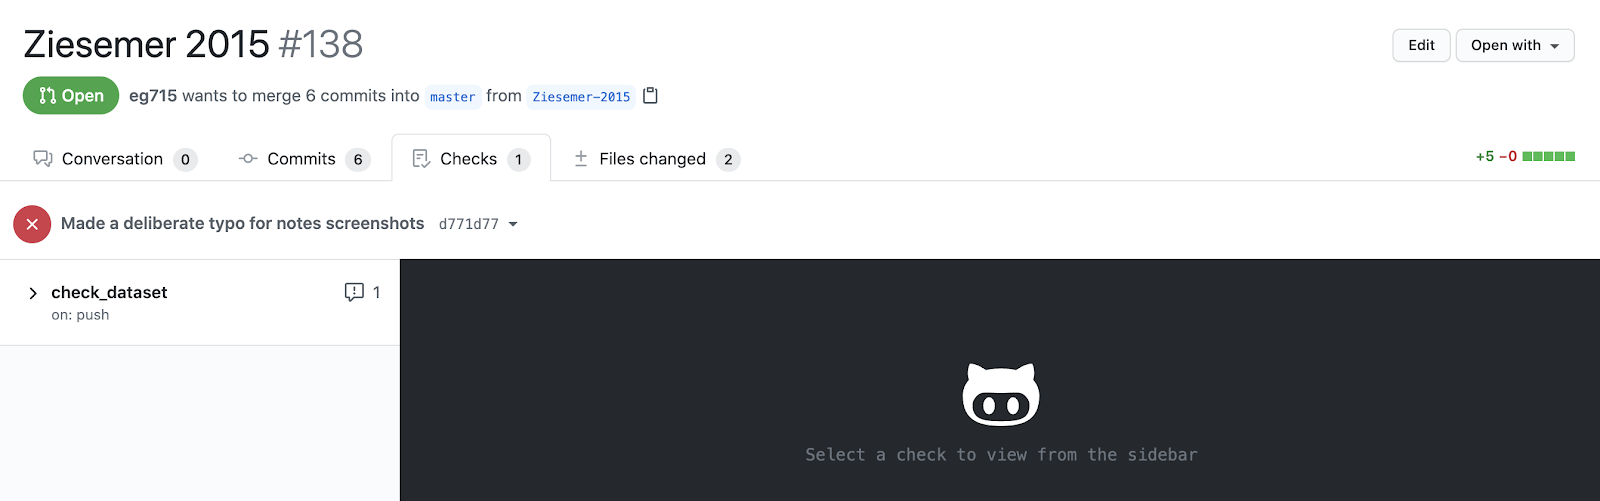 Ziesemer 2015 #138
Edit
Open with
Open
eg715 wants to merge 6 commits into master from Ziesemer-2015
Conversation 0
Commits 6
Checks 1
Files changed 2
+5 −0
Made a deliberate typo for notes screenshots d771d77
check_dataset 1
on: push
Select a check to view from the sidebar